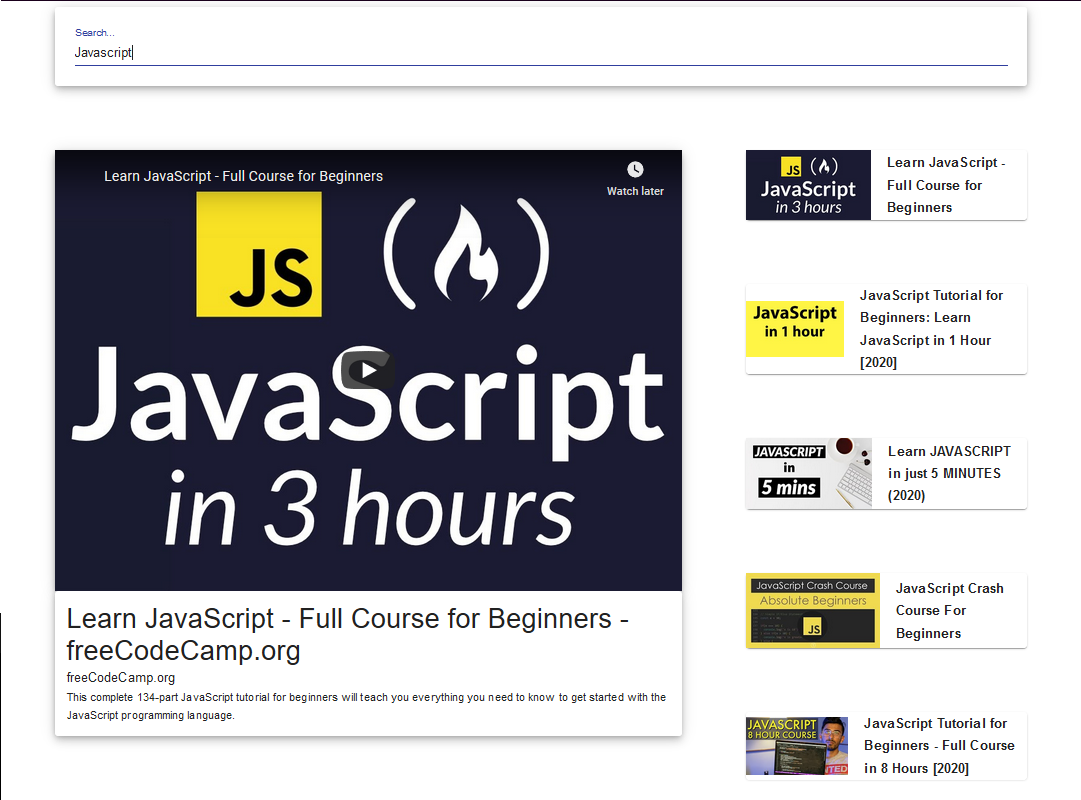 Search...
Javascript
Learn JavaScript - Full Course for Beginners
Watch later
JS
JavaScript
in 3 hours
Learn JavaScript - Full Course for Beginners -
freeCodeCamp.org
freeCodeCamp.org
This complete 134-part JavaScript tutorial for beginners will teach you everything you need to know to get started with the
JavaScript programming language.
JS
JavaScript
in 3 hours
Learn JavaScript -
Full Course for
Beginners
JavaScript
in 1 hour
JavaScript Tutorial for
Beginners: Learn
JavaScript in 1 Hour
[2020]
JAVASCRIPT
in
5 mins
Learn JAVASCRIPT
in just 5 MINUTES
(2020)
JavaScript Crash Course
Absolute Beginners
JS
JavaScript Crash
Course For
Beginners
JAVASCRIPT
8 HOUR COURSE
JavaScript Tutorial for
Beginners - Full Course
in 8 Hours [2020]